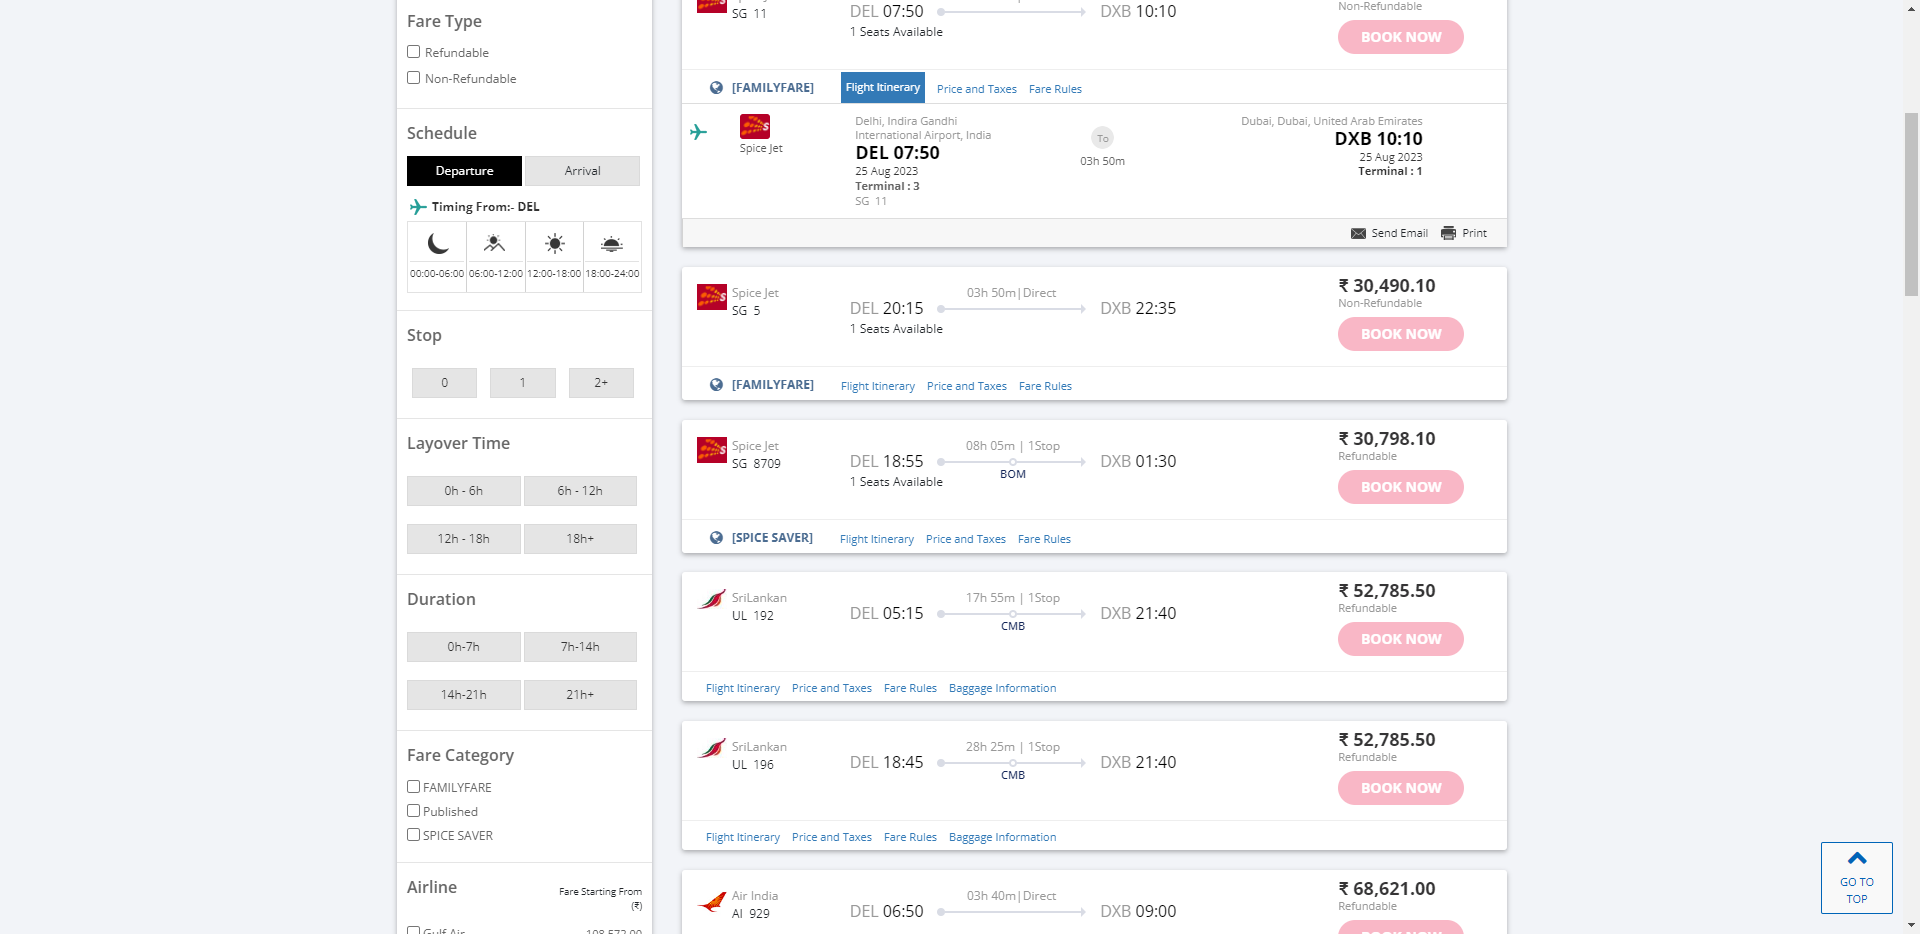 Fare Type
Refundable
Non-Refundable
Schedule
Departure
Arrival
Timing From:- DEL
00:00-06:00
06:00-12:00
12:00-18:00
18:00-24:00
Stop
0
1
2+
Layover Time
0h - 6h
6h - 12h
12h - 18h
18h+
Duration
0h-7h
7h-14h
14h-21h
21h+
Fare Category
FAMILYFARE
Published
SPICE SAVER
Airline
Fare Starting From
(₹)
Gulf Air
108,572.00
SG 11
DEL 07:50
DXB 10:10
1 Seats Available
Non-Refundable
BOOK NOW
[FAMILYFARE]
Flight Itinerary
Price and Taxes
Fare Rules
Spice Jet
Delhi, Indira Gandhi
International Airport, India
DEL 07:50
25 Aug 2023
Terminal : 3
SG 11
To
03h 50m
Dubai, Dubai, United Arab Emirates
DXB 10:10
25 Aug 2023
Terminal : 1
Send Email
Print
Spice Jet
SG 5
DEL 20:15
1 Seats Available
03h 50m|Direct
DXB 22:35
₹ 30,490.10
Non-Refundable
BOOK NOW
[FAMILYFARE]
Flight Itinerary
Price and Taxes
Fare Rules
Spice Jet
SG 8709
DEL 18:55
1 Seats Available
08h 05m | 1Stop
BOM
DXB 01:30
₹ 30,798.10
Refundable
BOOK NOW
[SPICE SAVER]
Flight Itinerary
Price and Taxes
Fare Rules
SriLankan
UL 192
DEL 05:15
17h 55m | 1Stop
CMB
DXB 21:40
₹ 52,785.50
Refundable
BOOK NOW
Flight Itinerary
Price and Taxes
Fare Rules
Baggage Information
SriLankan
UL 196
DEL 18:45
28h 25m | 1Stop
CMB
DXB 21:40
₹ 52,785.50
Refundable
BOOK NOW
Flight Itinerary
Price and Taxes
Fare Rules
Baggage Information
Air India
AI 929
DEL 06:50
03h 40m|Direct
DXB 09:00
₹ 68,621.00
Refundable
BOOK NOW
GO TO
TOP